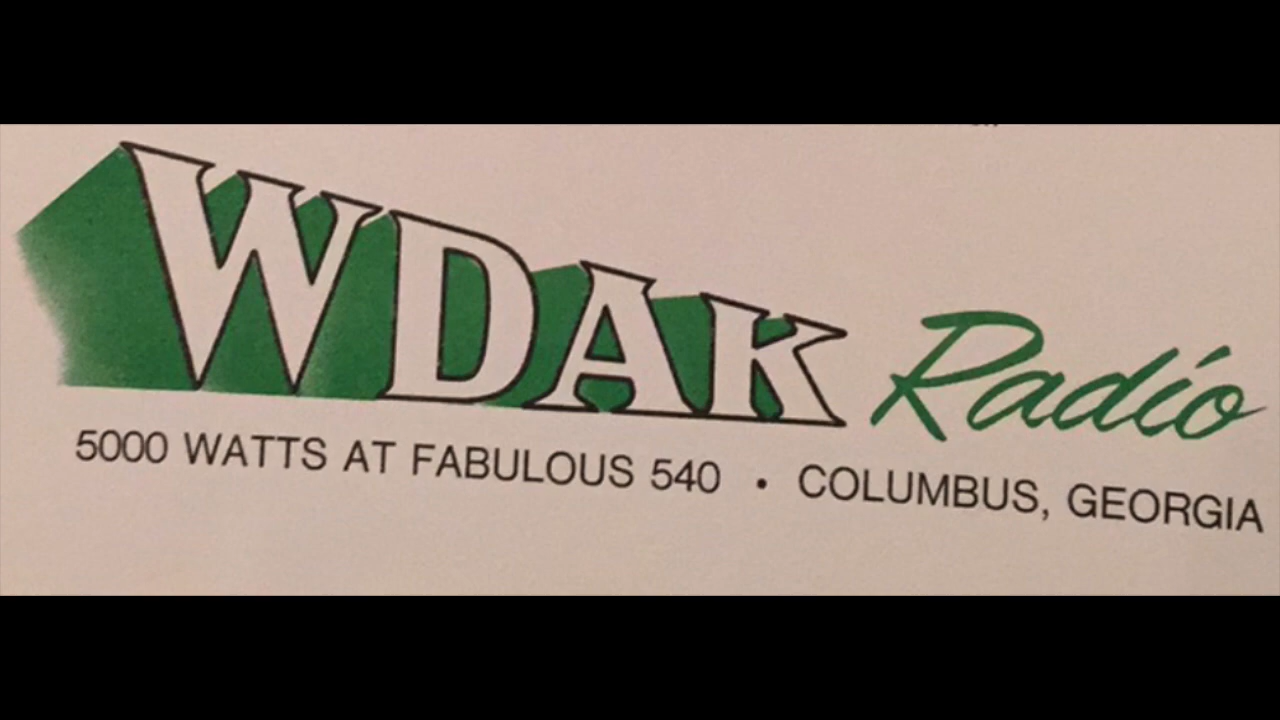 WDAK Radio
5000 WATTS AT FABULOUS 540 • COLUMBUS, GEORGIA